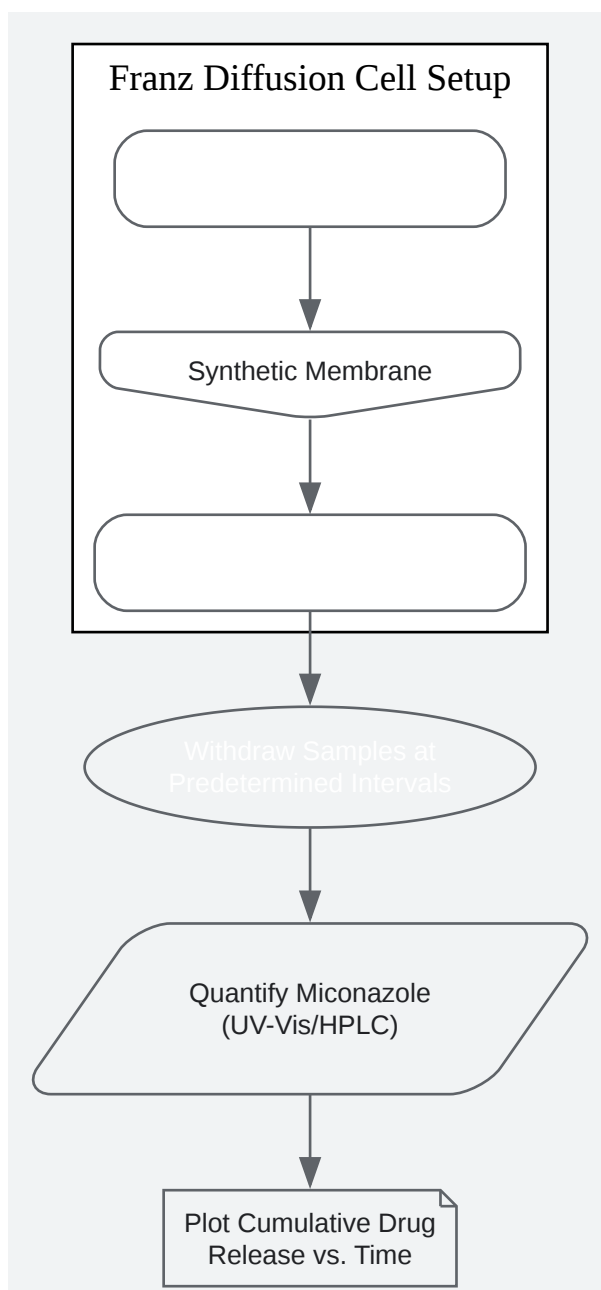 Franz Diffusion Cell Setup
Synthetic Membrane
Withdraw Samples at
Predetermined Intervals
Quantify Miconazole
(UV-Vis/HPLC)
Plot Cumulative Drug
Release vs. Time